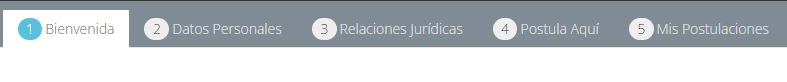 1 Bienvenida 2 Datos Personales 3 Relaciones Jurídicas 4 Postula Aquí 5 Mis Postulaciones